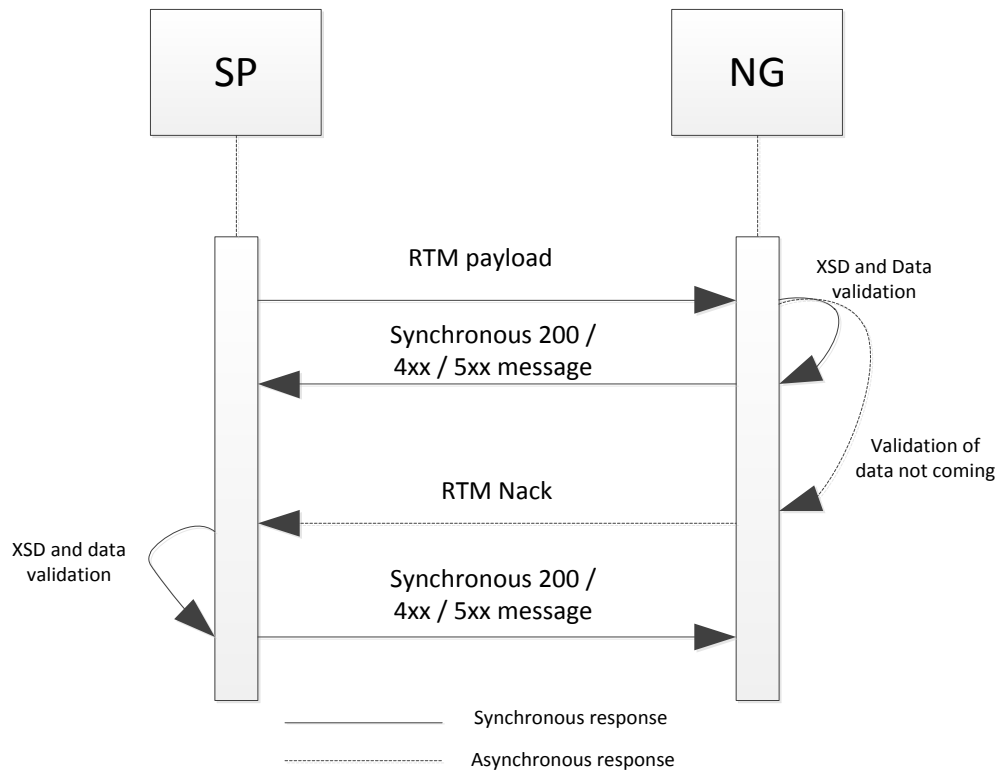 SP
NG
RTM payload
XSD and Data
validation
Synchronous 200 /
4xx / 5xx message
Validation of
data not coming
RTM Nack
XSD and data
validation
Synchronous 200 /
4xx / 5xx message
Synchronous response
Asynchronous response